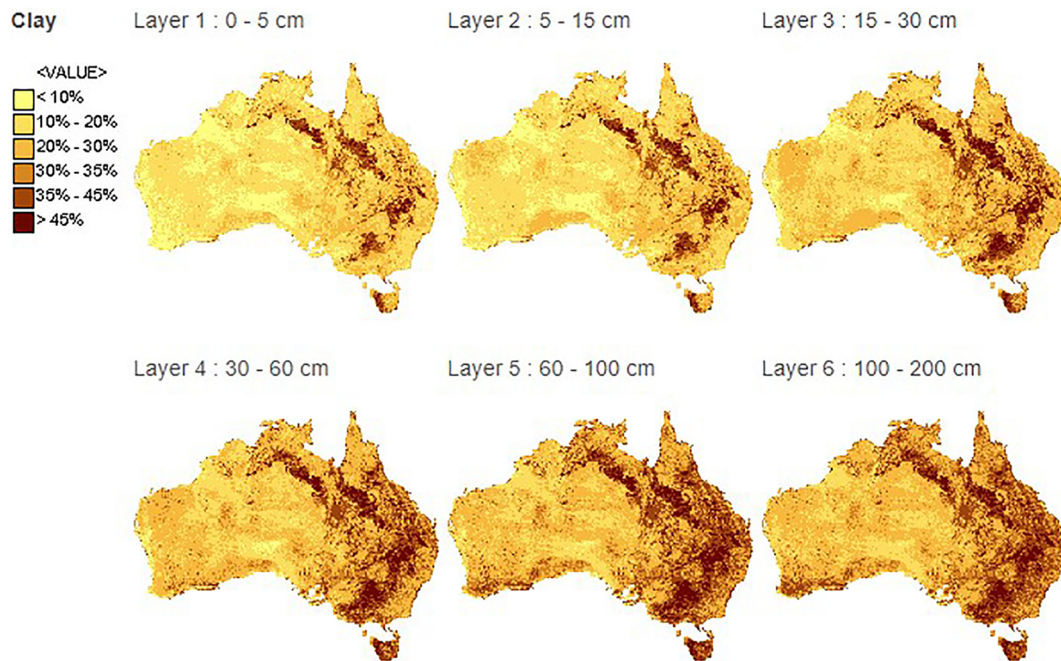 Clay
Layer 1 : 0 - 5 cm
Layer 2 : 5 - 15 cm
Layer 3 : 15 - 30 cm
<VALUE>
< 10%
10% - 20%
20% - 30%
30% - 35%
35% - 45%
> 45%
Layer 4 : 30 - 60 cm
Layer 5 : 60 - 100 cm
Layer 6 : 100 - 200 cm